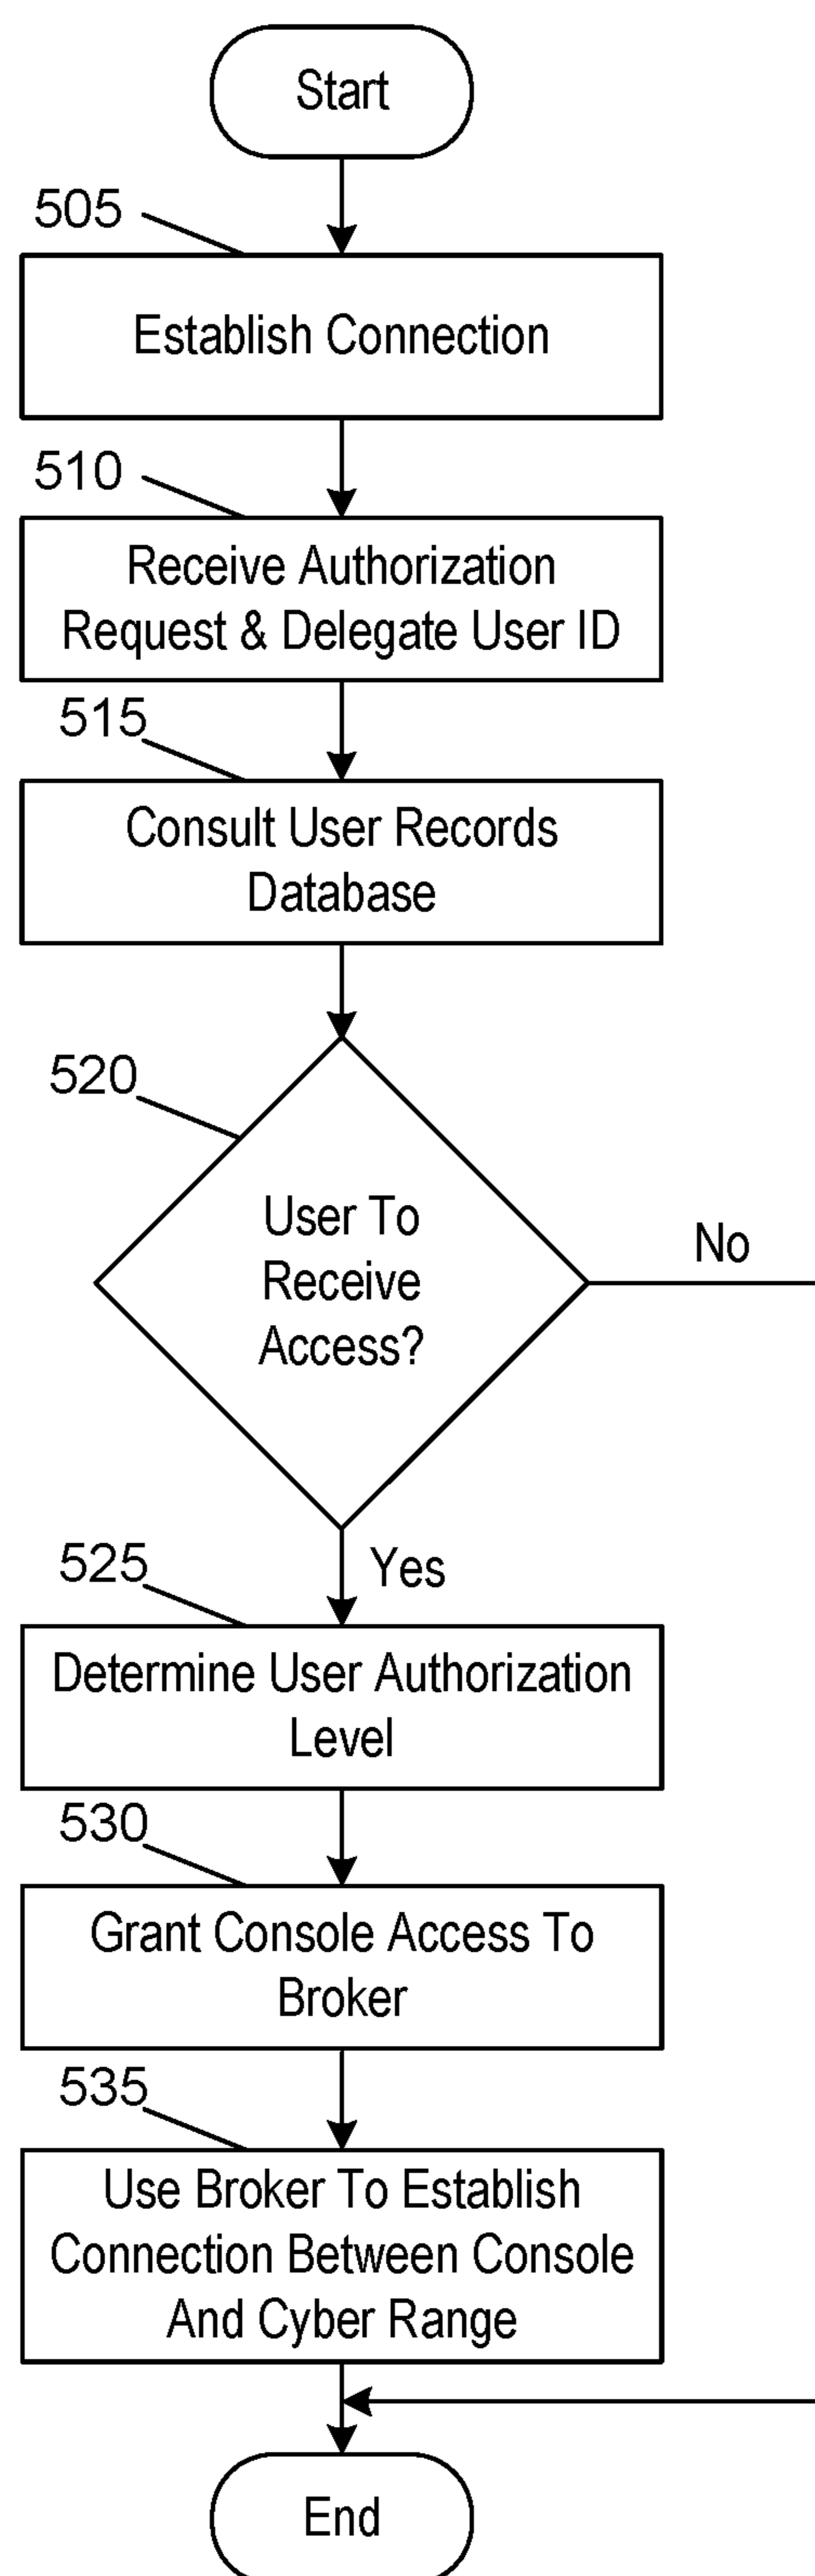 Start
505
Establish Connection
510
Receive Authorization
Request & Delegate User ID
515
Consult User Records
Database
520
User To
Receive
Access?
No
Yes
525
Determine User Authorization
Level
530
Grant Console Access To
Broker
535
Use Broker To Establish
Connection Between Console
And Cyber Range
End